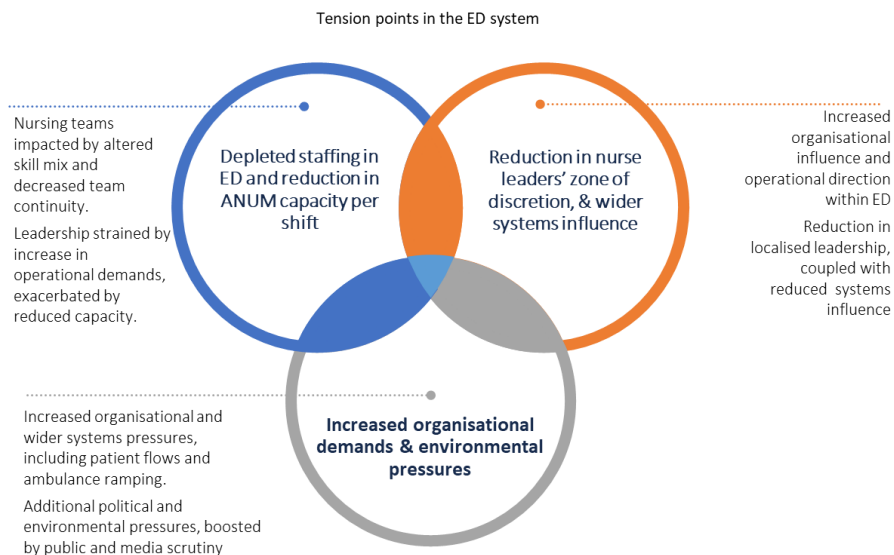 Tension points in the ED system
Nursing teams
impacted by altered
skill mix and
decreased team
continuity.
Leadership strained by
increase in
operational demands,
exacerbated by
reduced capacity.
Depleted staffing in
ED and reduction in
ANUM capacity per
shift
Reduction in nurse
leaders’ zone of
discretion, & wider
systems influence
Increased
organisational
influence and
operational direction
within ED
Reduction in
localised leadership,
coupled with
reduced systems
influence
Increased organisational and
wider systems pressures,
including patient flows and
ambulance ramping.
Additional political and
environmental pressures, boosted
by public and media scrutiny
Increased organisational
demands & environmental
pressures